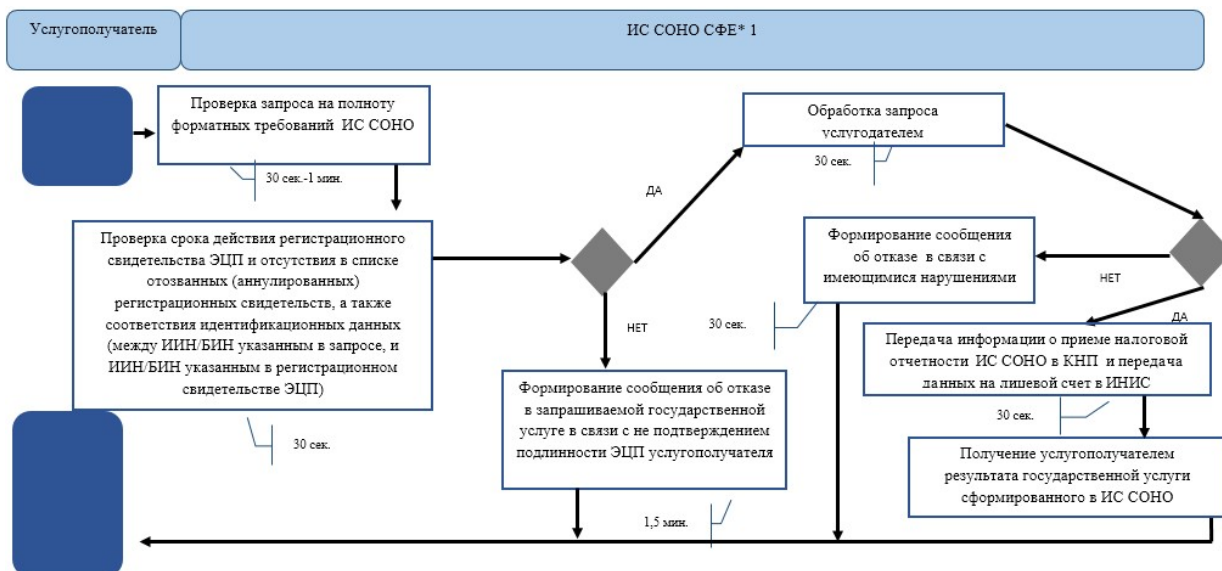 Услугополучатель
ИС СОНО СФЕ* 1
Проверка запроса на полноту
форматных требований ИС СОНО
30 сек.-1 мин.
Проверка срока действия регистрационного
свидетельства ЭЦП и отсутствия в списке
отозванных (аннулированных)
регистрационных свидетельств, а также
соответствия идентификационных данных
(между ИИН/БИН указанным в запросе, и
ИИН/БИН указанным в регистрационном
свидетельстве ЭЦП)
30 сек.
ДА
НЕТ
Формирование сообщения об отказе
в запрашиваемой государственной
услуге в связи с не подтверждением
подлинности ЭЦП услугополучателя
1,5 мин.
Обработка запроса
услугодателем
30 сек.
Формирование сообщения
об отказе в связи с
имеющимися нарушениями
30 сек.
НЕТ
ДА
Передача информации о приеме налоговой
отчетности ИС СОНО в КНП и передача
данных на лицевой счет в ИНИС
30 сек.
Получение услугополучателем
результата государственной услуги
сформированного в ИС СОНО